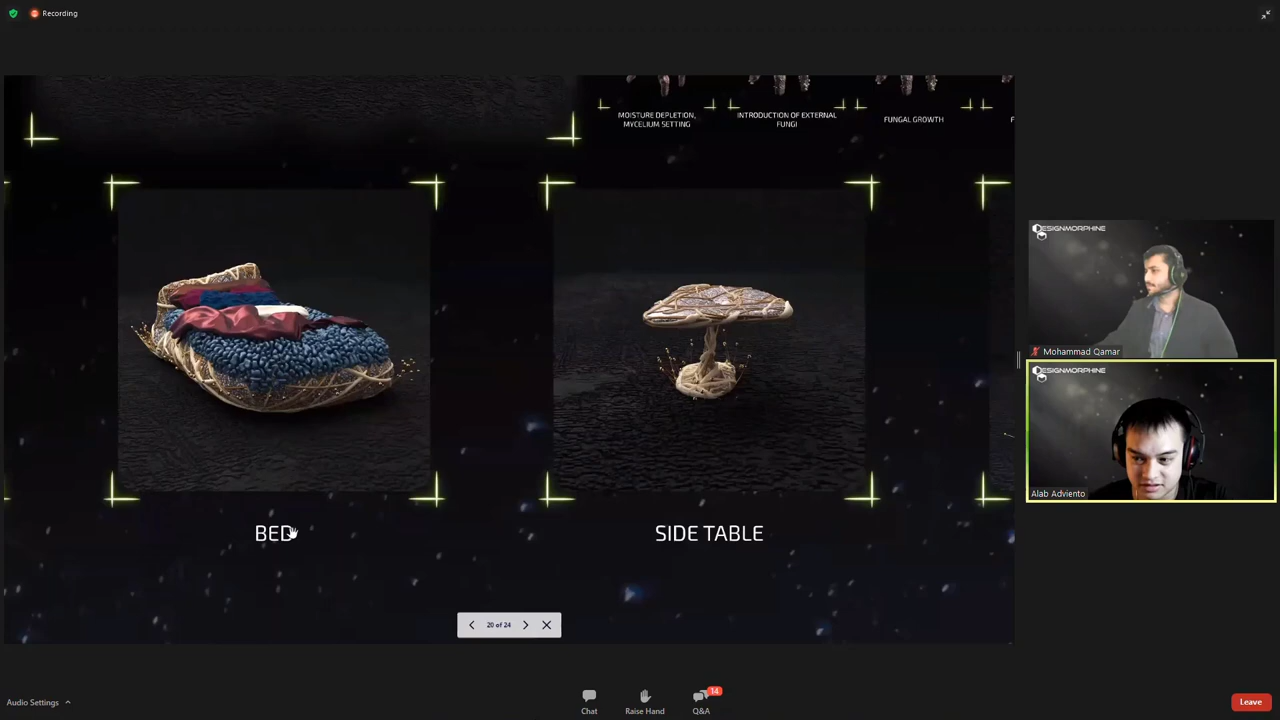 Recording
MOISTURE DEPLETION,
MYCELIUM SETTING
INTRODUCTION OF EXTERNAL
FUNGI
FUNGAL GROWTH
F
DESIGNMORPHINE
Mohammad Qamar
DESIGNMORPHINE
Alab Adviento
BED
SIDE TABLE
20 of 24
Audio Settings
Chat
Raise Hand
14
Q&A
Leave